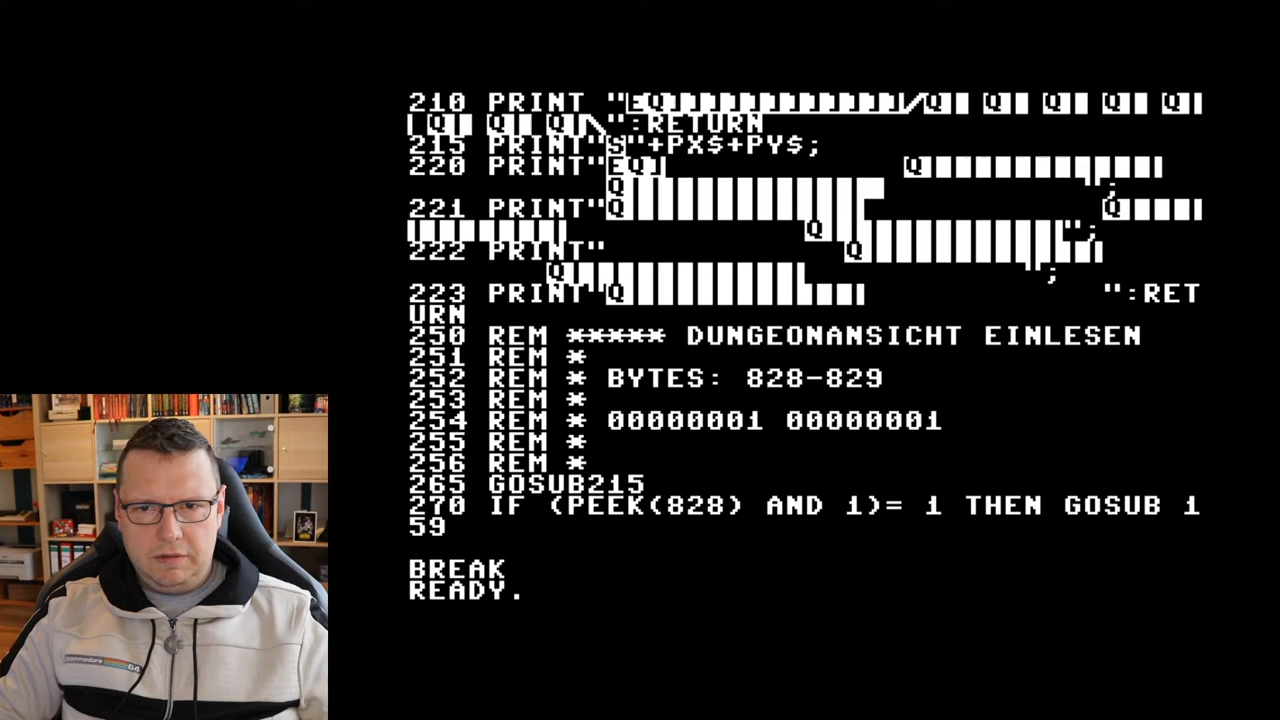 210 PRINT "EQ]]]]]]]]]]]]/Q|| Q|| Q|| Q|| Q|
|| Q|| Q|| Q|\":RETURN
215 PRINT"S"+PX$+PY$;
220 PRINT"EQ] Q||||||||||||
Q||||||||||||| ";
221 PRINT"Q||||||||||||| Q||||
|||||||| Q||||||||||||";
222 PRINT" Q|||||||||||||
Q|||||||||||| ";
223 PRINT"Q|||||||||||| ":RET
URN
250 REM ***** DUNGEONANSICHT EINLESEN
251 REM *
252 REM * BYTES: 828-829
253 REM *
254 REM * 00000001 00000001
255 REM *
256 REM *
265 GOSUB215
270 IF (PEEK(828) AND 1)= 1 THEN GOSUB 1
59
BREAK
READY.
commodore
64